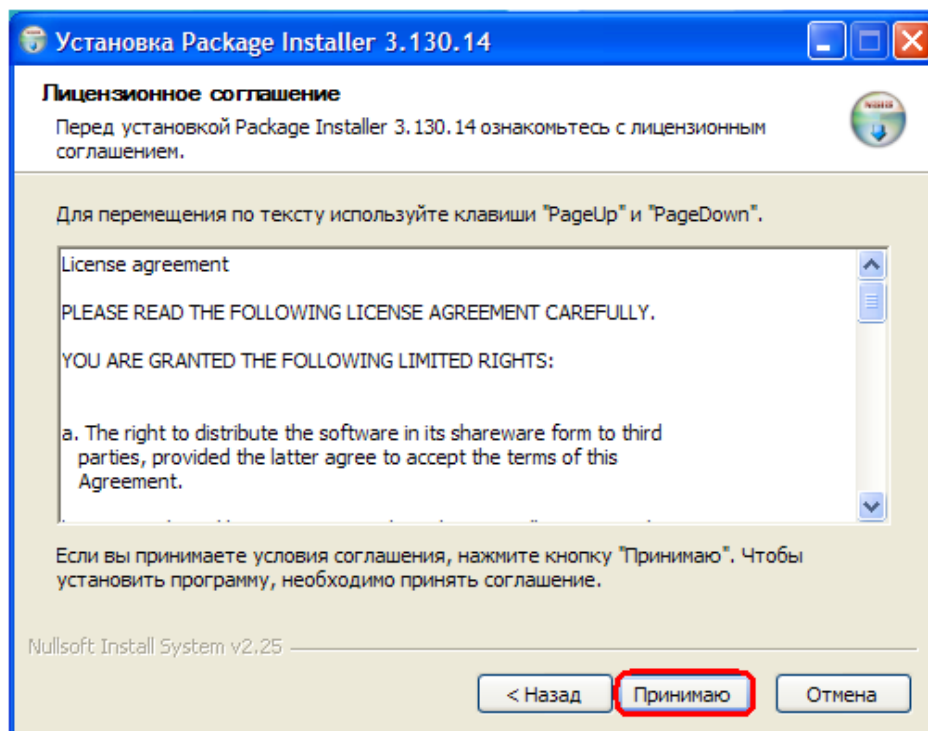 Установка Package Installer 3.130.14
Лицензионное соглашение
Перед установкой Package Installer 3.130.14 ознакомьтесь с лицензионным
соглашением.
Для перемещения по тексту используйте клавиши "PageUp" и "PageDown".
License agreement
PLEASE READ THE FOLLOWING LICENSE AGREEMENT CAREFULLY.
YOU ARE GRANTED THE FOLLOWING LIMITED RIGHTS:
a. The right to distribute the software in its shareware form to third
parties, provided the latter agree to accept the terms of this
Agreement.
Если вы принимаете условия соглашения, нажмите кнопку "Принимаю". Чтобы
установить программу, необходимо принять соглашение.
Nullsoft Install System v2.25
< Назад Принимаю Отмена